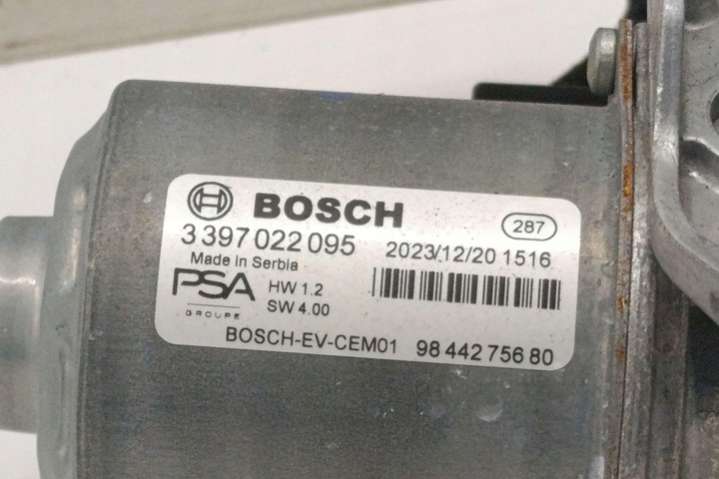 BOSCH
287
3 397 022 095 2023/12/20 1516
Made in Serbia
PSA HW 1.2
GROUPE SW 4.00
BOSCH-EV-CEM01 98 442 756 80